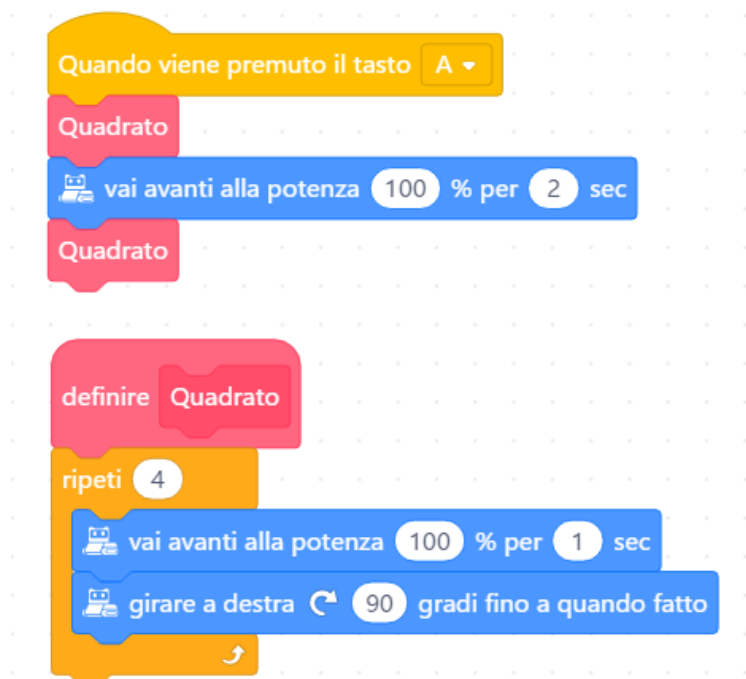 Quando viene premuto il tasto A
Quadrato
vai avanti alla potenza 100 % per 2 sec
Quadrato
definire Quadrato
ripeti 4
vai avanti alla potenza 100 % per 1 sec
girare a destra 90 gradi fino a quando fatto